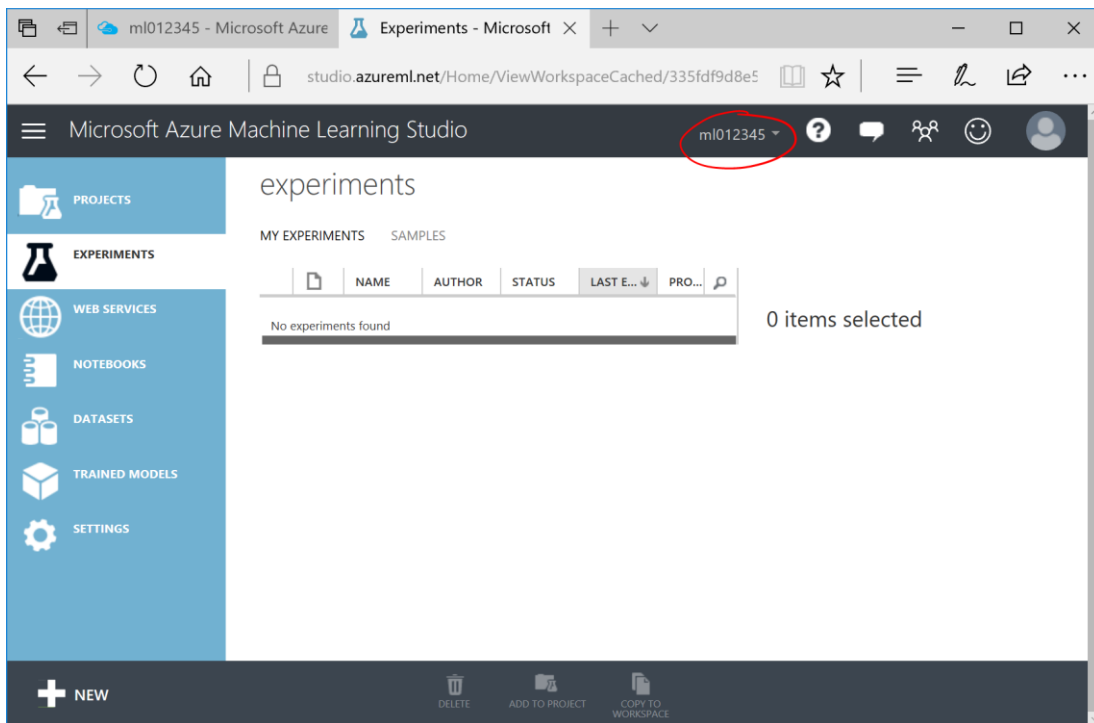 ml012345 - Microsoft Azure
Experiments - Microsoft
studio.azureml.net/Home/ViewWorkspaceCached/335fdf9d8e5
Microsoft Azure Machine Learning Studio
ml012345
PROJECTS
EXPERIMENTS
WEB SERVICES
NOTEBOOKS
DATASETS
TRAINED MODELS
SETTINGS
experiments
MY EXPERIMENTS SAMPLES
NAME AUTHOR STATUS LAST E... PRO...
No experiments found
0 items selected
NEW
DELETE
ADD TO PROJECT
COPY TO
WORKSPACE